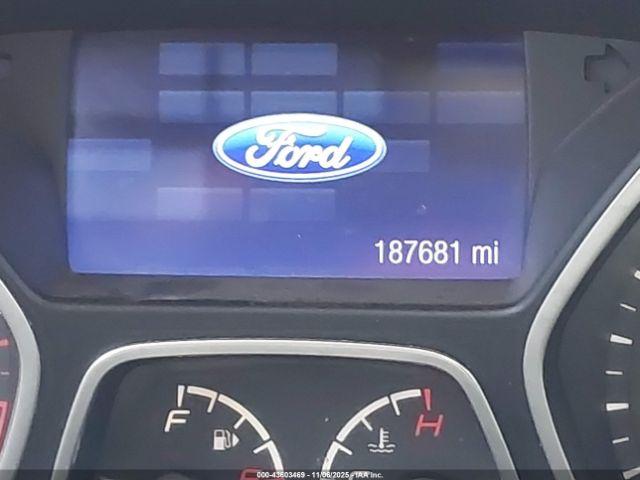 Ford
187681 mi
F H
E
000-43603469 - 11/06/2025 - IAA Inc.